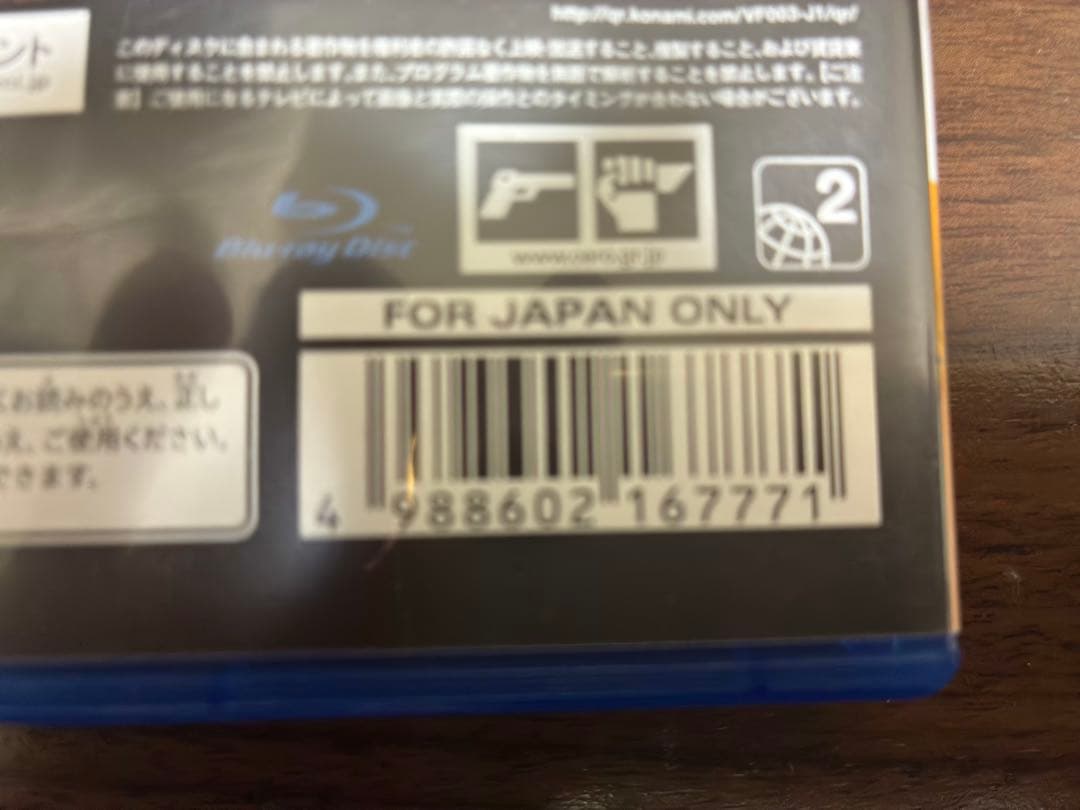 http://qr.konami.com/VF003-J1/qr/
ント
このディスクに含まれる著作物を権利者の許諾なく上映・放送すること、複製すること、および賃貸業
に使用することを禁止します。また、プログラム著作物を無断で解析することを禁止します。【ご注
意】ご使用になるテレビによって画像と実際の操作とのタイミングが合わない場合がございます。
2
Blu-ray Disc
TM
www.cero.gr.jp
FOR JAPAN ONLY
お読みのうえ、正し
え、ご使用ください。
できます。
4 988602 167771